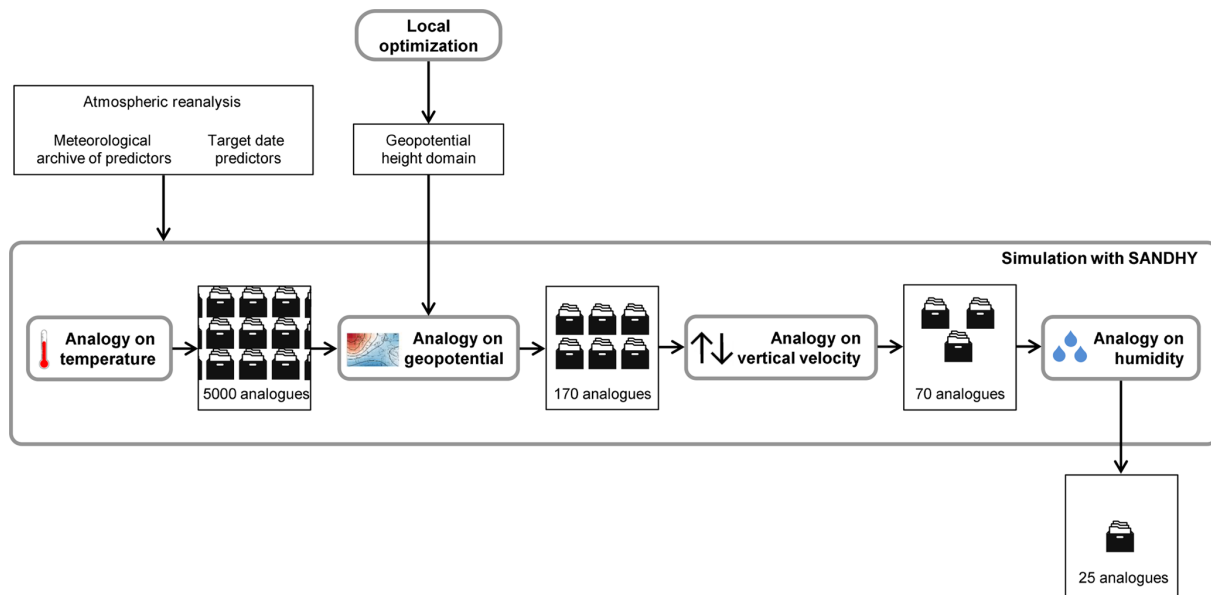 Local
optimization
Atmospheric reanalysis
Meteorological
archive of predictors
Target date
predictors
Geopotential
height domain
Simulation with SANDHY
Analogy on
temperature
5000 analogues
Analogy on
geopotential
170 analogues
Analogy on
vertical velocity
70 analogues
Analogy on
humidity
25 analogues